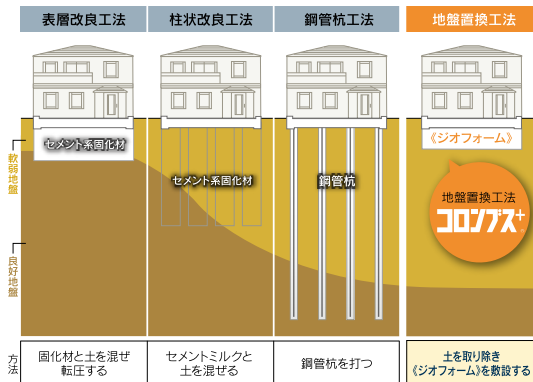 表層改良工法
柱状改良工法
鋼管杭工法
地盤置換工法
セメント系固化材
セメント系固化材
鋼管杭
《ジオフォーム》
地盤置換工法
コロンブス+
軟弱地盤
良好地盤
方法
固化材と土を混ぜ
転圧する
セメントミルクと
土を混ぜる
鋼管杭を打つ
土を取り除き
《ジオフォーム》を敷設する